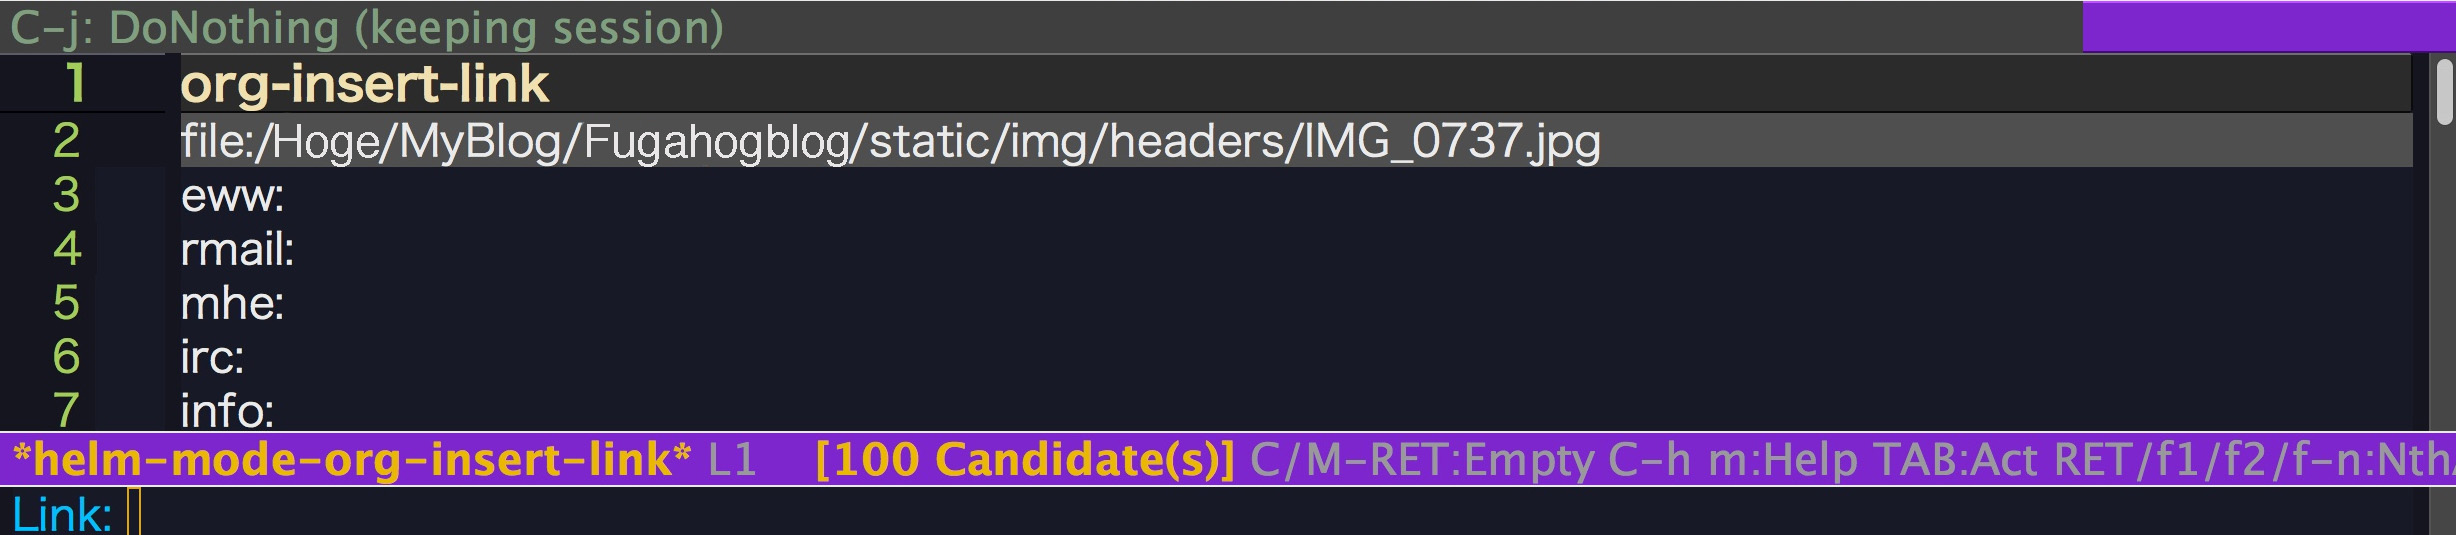 C-j: DoNothing (keeping session)
1 org-insert-link
2 file:/Hoge/MyBlog/Fugahogblog/static/img/headers/IMG_0737.jpg
3 eww:
4 rmail:
5 mhe:
6 irc:
7 info:
*helm-mode-org-insert-link* L1 [100 Candidate(s)] C/M-RET:Empty C-h m:Help TAB:Act RET/f1/f2/f-n:Nth
Link: